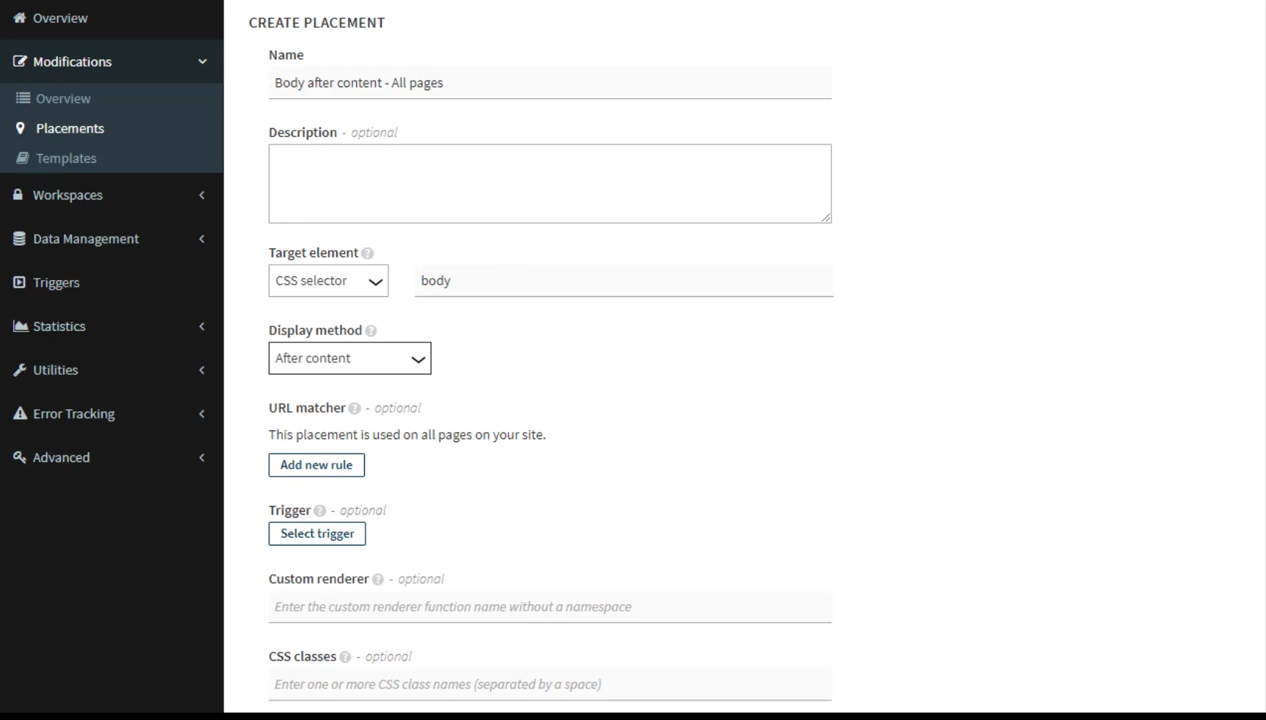 Overview
Modifications
Overview
Placements
Templates
Workspaces
Data Management
Triggers
Statistics
Utilities
Error Tracking
Advanced
CREATE PLACEMENT
Name
Body after content - All pages
Description - optional
Target element ?
CSS selector body
Display method ?
After content
URL matcher ? - optional
This placement is used on all pages on your site.
Add new rule
Trigger ? - optional
Select trigger
Custom renderer ? - optional
Enter the custom renderer function name without a namespace
CSS classes ? - optional
Enter one or more CSS class names (separated by a space)